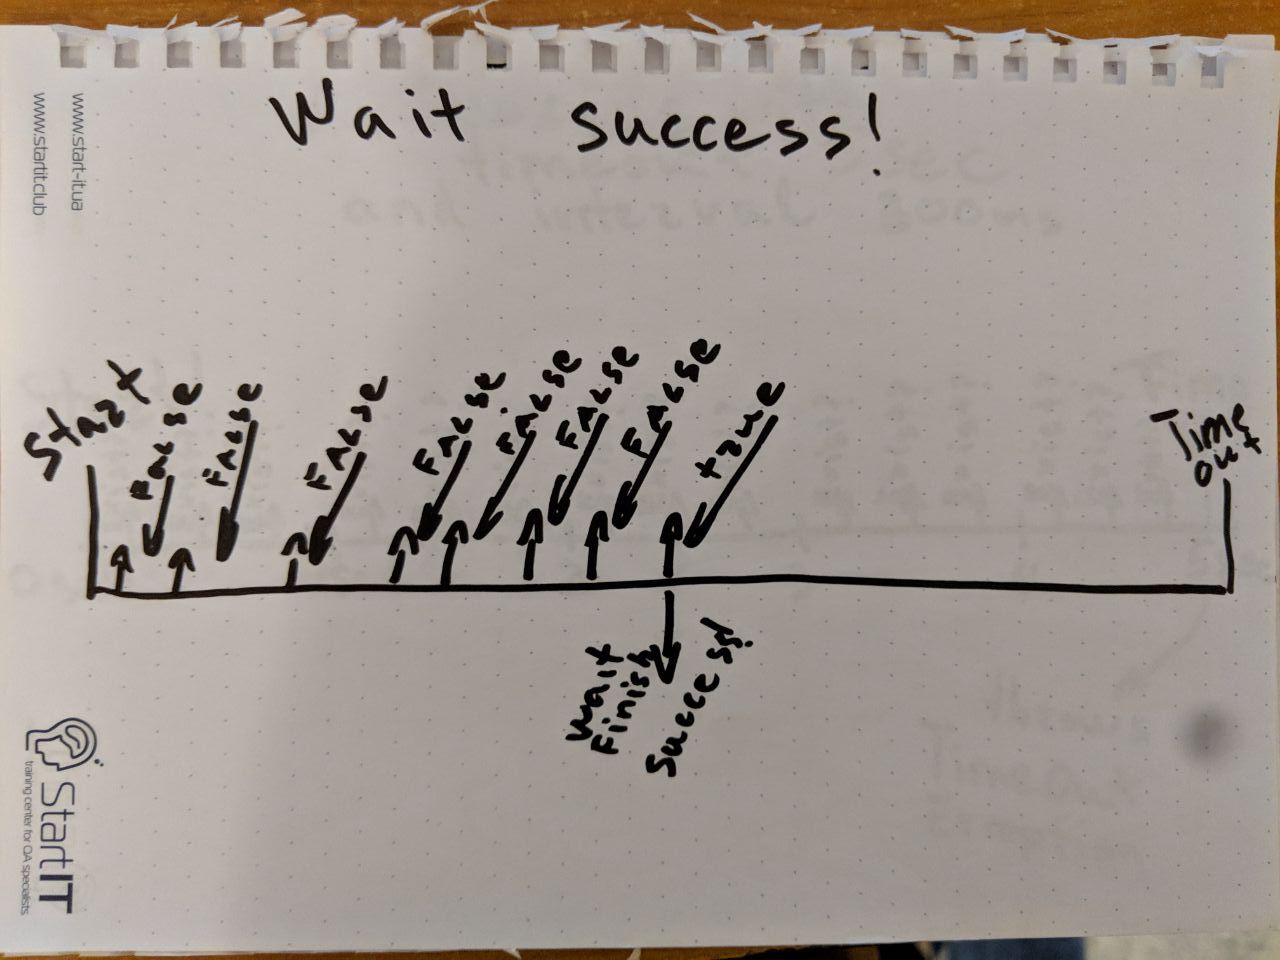 Wait success!
www.start-it.ua
www.startit.club
Start
False
False
False
False
False
False
False
true
Time
out
Wait
Finish
Success!
StartIT
training center for QA specialists